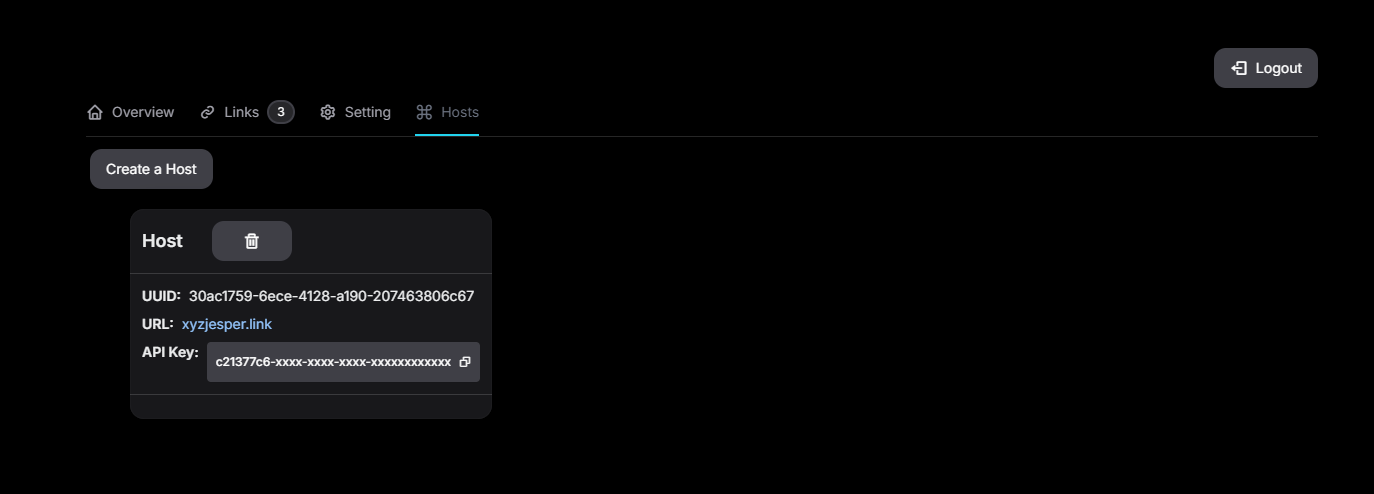 Logout
Overview Links 3 Setting Hosts
Create a Host
Host
UUID: 30ac1759-6ece-4128-a190-207463806c67
URL: xyzjesper.link
API Key: c21377c6-xxxx-xxxx-xxxx-xxxxxxxxxxxx